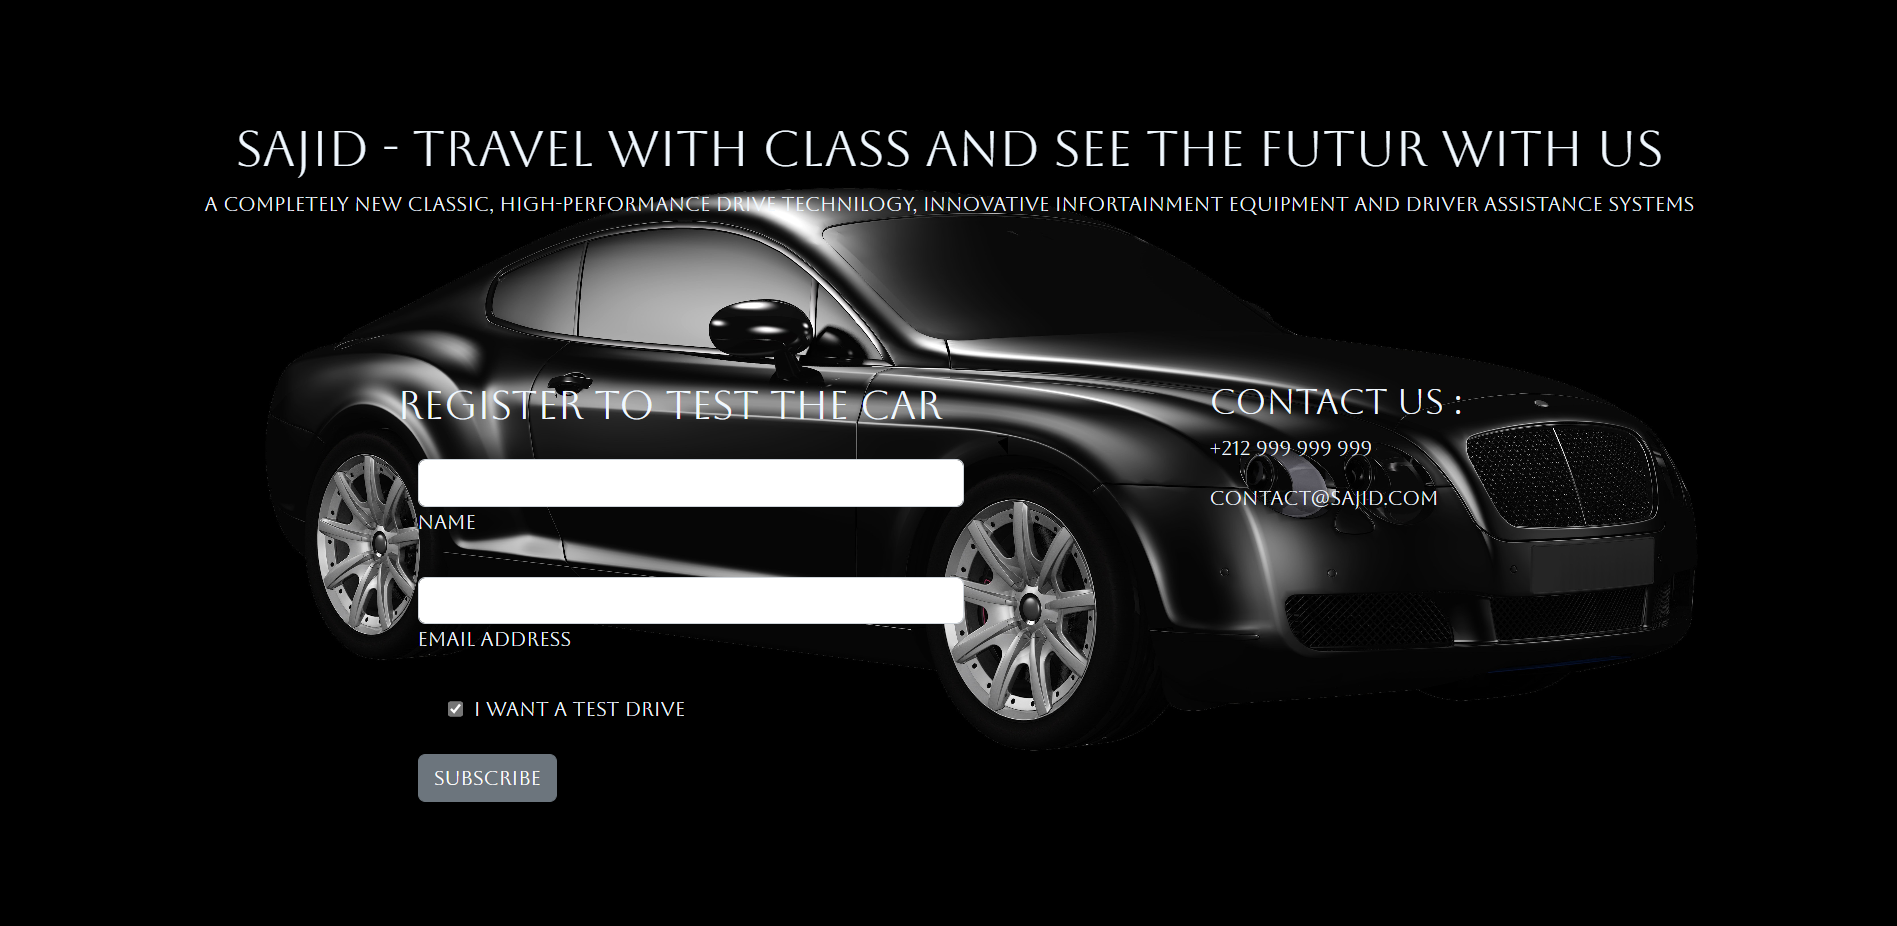 SAJID - TRAVEL WITH CLASS AND SEE THE FUTUR WITH US
A COMPLETELY NEW CLASSIC, HIGH-PERFORMANCE DRIVE TECHNILOGY, INNOVATIVE INFORTAINMENT EQUIPMENT AND DRIVER ASSISTANCE SYSTEMS
REGISTER TO TEST THE CAR
NAME
EMAIL ADDRESS
I WANT A TEST DRIVE
SUBSCRIBE
CONTACT US :
+212 999 999 999
CONTACT@SAJID.COM